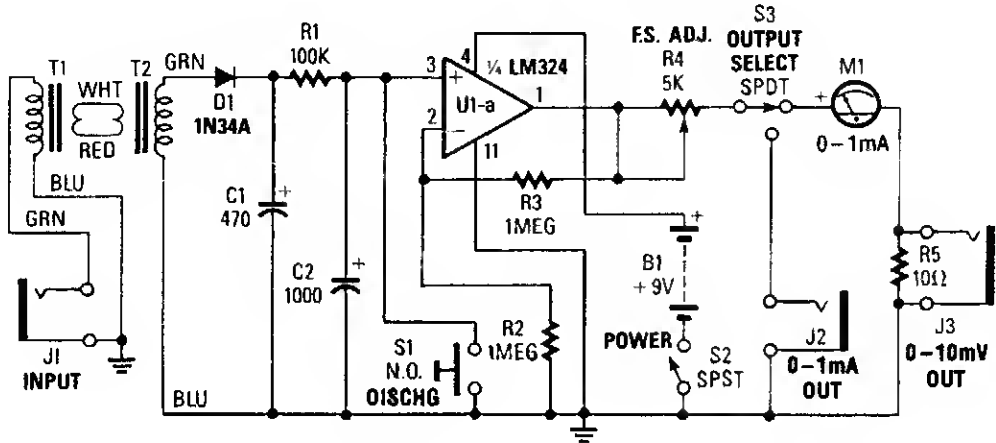 T1
WHT
RED
T2
GRN
BLU
GRN
J1
INPUT
D1
1N34A
R1
100K
C1
470
+
C2
1000
+
BLU
3
+
2
−
4
1/4 LM324
U1-a
1
11
R3
1MEG
R2
1MEG
S1
N.O.
DISCHG
F.S. ADJ.
R4
5K
+
B1
+9V
POWER
S2
SPST
S3
OUTPUT
SELECT
SPDT
+
M1
0−1mA
J2
0−1mA
OUT
R5
10Ω
J3
0−10mV
OUT